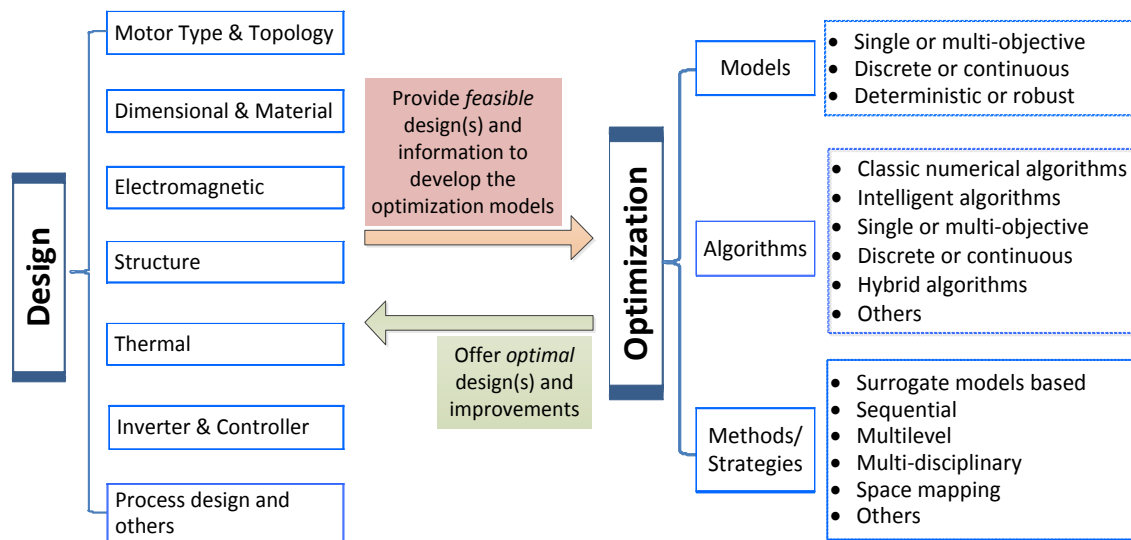 Design
Motor Type & Topology
Dimensional & Material
Electromagnetic
Structure
Thermal
Inverter & Controller
Process design and
others
Provide feasible
design(s) and
information to
develop the
optimization models
Offer optimal
design(s) and
improvements
Optimization
Models
• Single or multi-objective
• Discrete or continuous
• Deterministic or robust
Algorithms
• Classic numerical algorithms
• Intelligent algorithms
• Single or multi-objective
• Discrete or continuous
• Hybrid algorithms
• Others
Methods/
Strategies
• Surrogate models based
• Sequential
• Multilevel
• Multi-disciplinary
• Space mapping
• Others